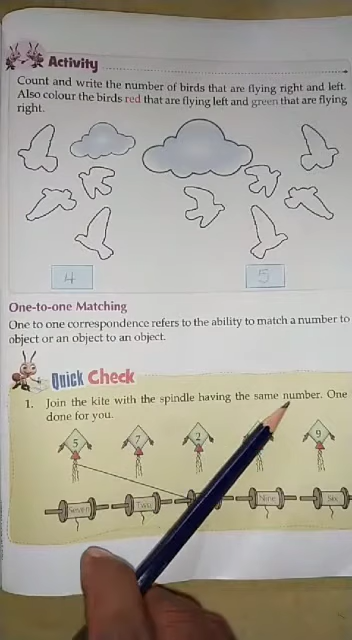 Activity
Count and write the number of birds that are flying right and left.
Also colour the birds red that are flying left and green that are flying
right.
4 5
One-to-one Matching
One to one correspondence refers to the ability to match a number to
object or an object to an object.
Quick Check
1. Join the kite with the spindle having the same number. One
done for you.
5 7 2 9
Seven Two Nine Six